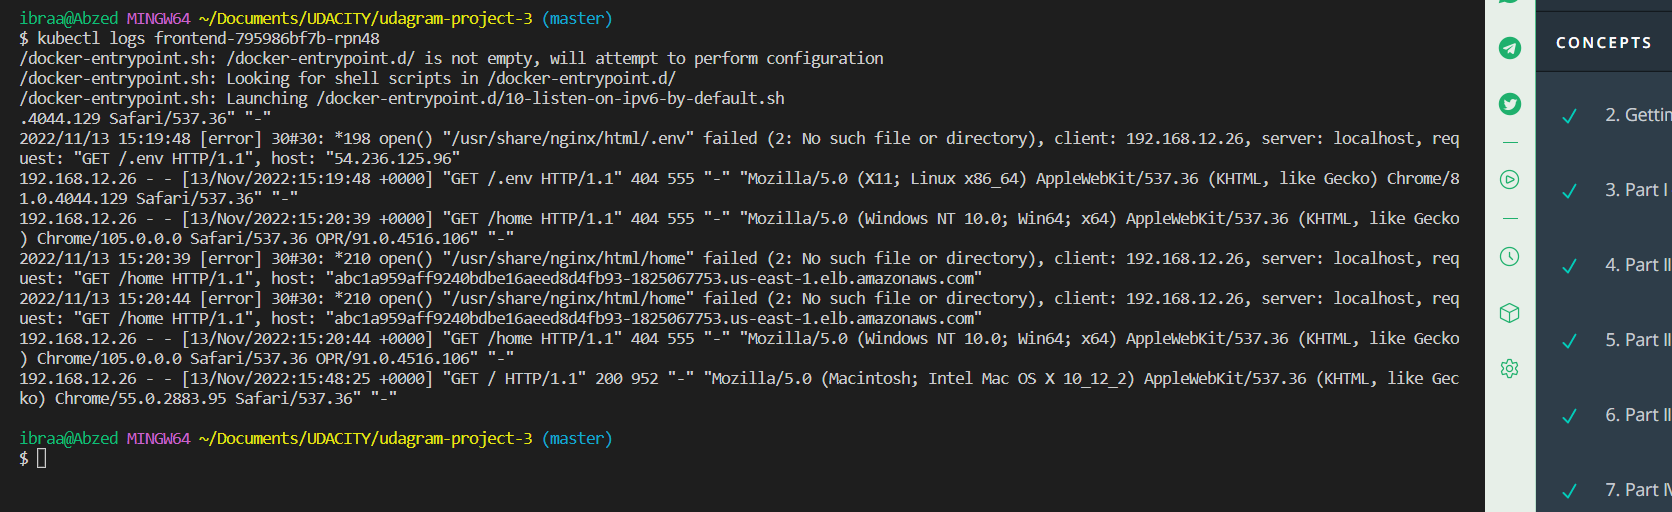 ibraa@Abzed MINGW64 ~/Documents/UDACITY/udagram-project-3 (master)
$ kubectl logs frontend-795986bf7b-rpn48
/docker-entrypoint.sh: /docker-entrypoint.d/ is not empty, will attempt to perform configuration
/docker-entrypoint.sh: Looking for shell scripts in /docker-entrypoint.d/
/docker-entrypoint.sh: Launching /docker-entrypoint.d/10-listen-on-ipv6-by-default.sh
.4044.129 Safari/537.36" "-"
2022/11/13 15:19:48 [error] 30#30: *198 open() "/usr/share/nginx/html/.env" failed (2: No such file or directory), client: 192.168.12.26, server: localhost, req
uest: "GET /.env HTTP/1.1", host: "54.236.125.96"
192.168.12.26 - - [13/Nov/2022:15:19:48 +0000] "GET /.env HTTP/1.1" 404 555 "-" "Mozilla/5.0 (X11; Linux x86_64) AppleWebKit/537.36 (KHTML, like Gecko) Chrome/8
1.0.4044.129 Safari/537.36" "-"
192.168.12.26 - - [13/Nov/2022:15:20:39 +0000] "GET /home HTTP/1.1" 404 555 "-" "Mozilla/5.0 (Windows NT 10.0; Win64; x64) AppleWebKit/537.36 (KHTML, like Gecko
) Chrome/105.0.0.0 Safari/537.36 OPR/91.0.4516.106" "-"
2022/11/13 15:20:39 [error] 30#30: *210 open() "/usr/share/nginx/html/home" failed (2: No such file or directory), client: 192.168.12.26, server: localhost, req
uest: "GET /home HTTP/1.1", host: "abc1a959aff9240bdbe16aeed8d4fb93-1825067753.us-east-1.elb.amazonaws.com"
2022/11/13 15:20:44 [error] 30#30: *210 open() "/usr/share/nginx/html/home" failed (2: No such file or directory), client: 192.168.12.26, server: localhost, req
uest: "GET /home HTTP/1.1", host: "abc1a959aff9240bdbe16aeed8d4fb93-1825067753.us-east-1.elb.amazonaws.com"
192.168.12.26 - - [13/Nov/2022:15:20:44 +0000] "GET /home HTTP/1.1" 404 555 "-" "Mozilla/5.0 (Windows NT 10.0; Win64; x64) AppleWebKit/537.36 (KHTML, like Gecko
) Chrome/105.0.0.0 Safari/537.36 OPR/91.0.4516.106" "-"
192.168.12.26 - - [13/Nov/2022:15:48:25 +0000] "GET / HTTP/1.1" 200 952 "-" "Mozilla/5.0 (Macintosh; Intel Mac OS X 10_12_2) AppleWebKit/537.36 (KHTML, like Gec
ko) Chrome/55.0.2883.95 Safari/537.36" "-"
ibraa@Abzed MINGW64 ~/Documents/UDACITY/udagram-project-3 (master)
$
CONCEPTS
2. Gettin
3. Part I
4. Part II
5. Part II
6. Part II
7. Part IV